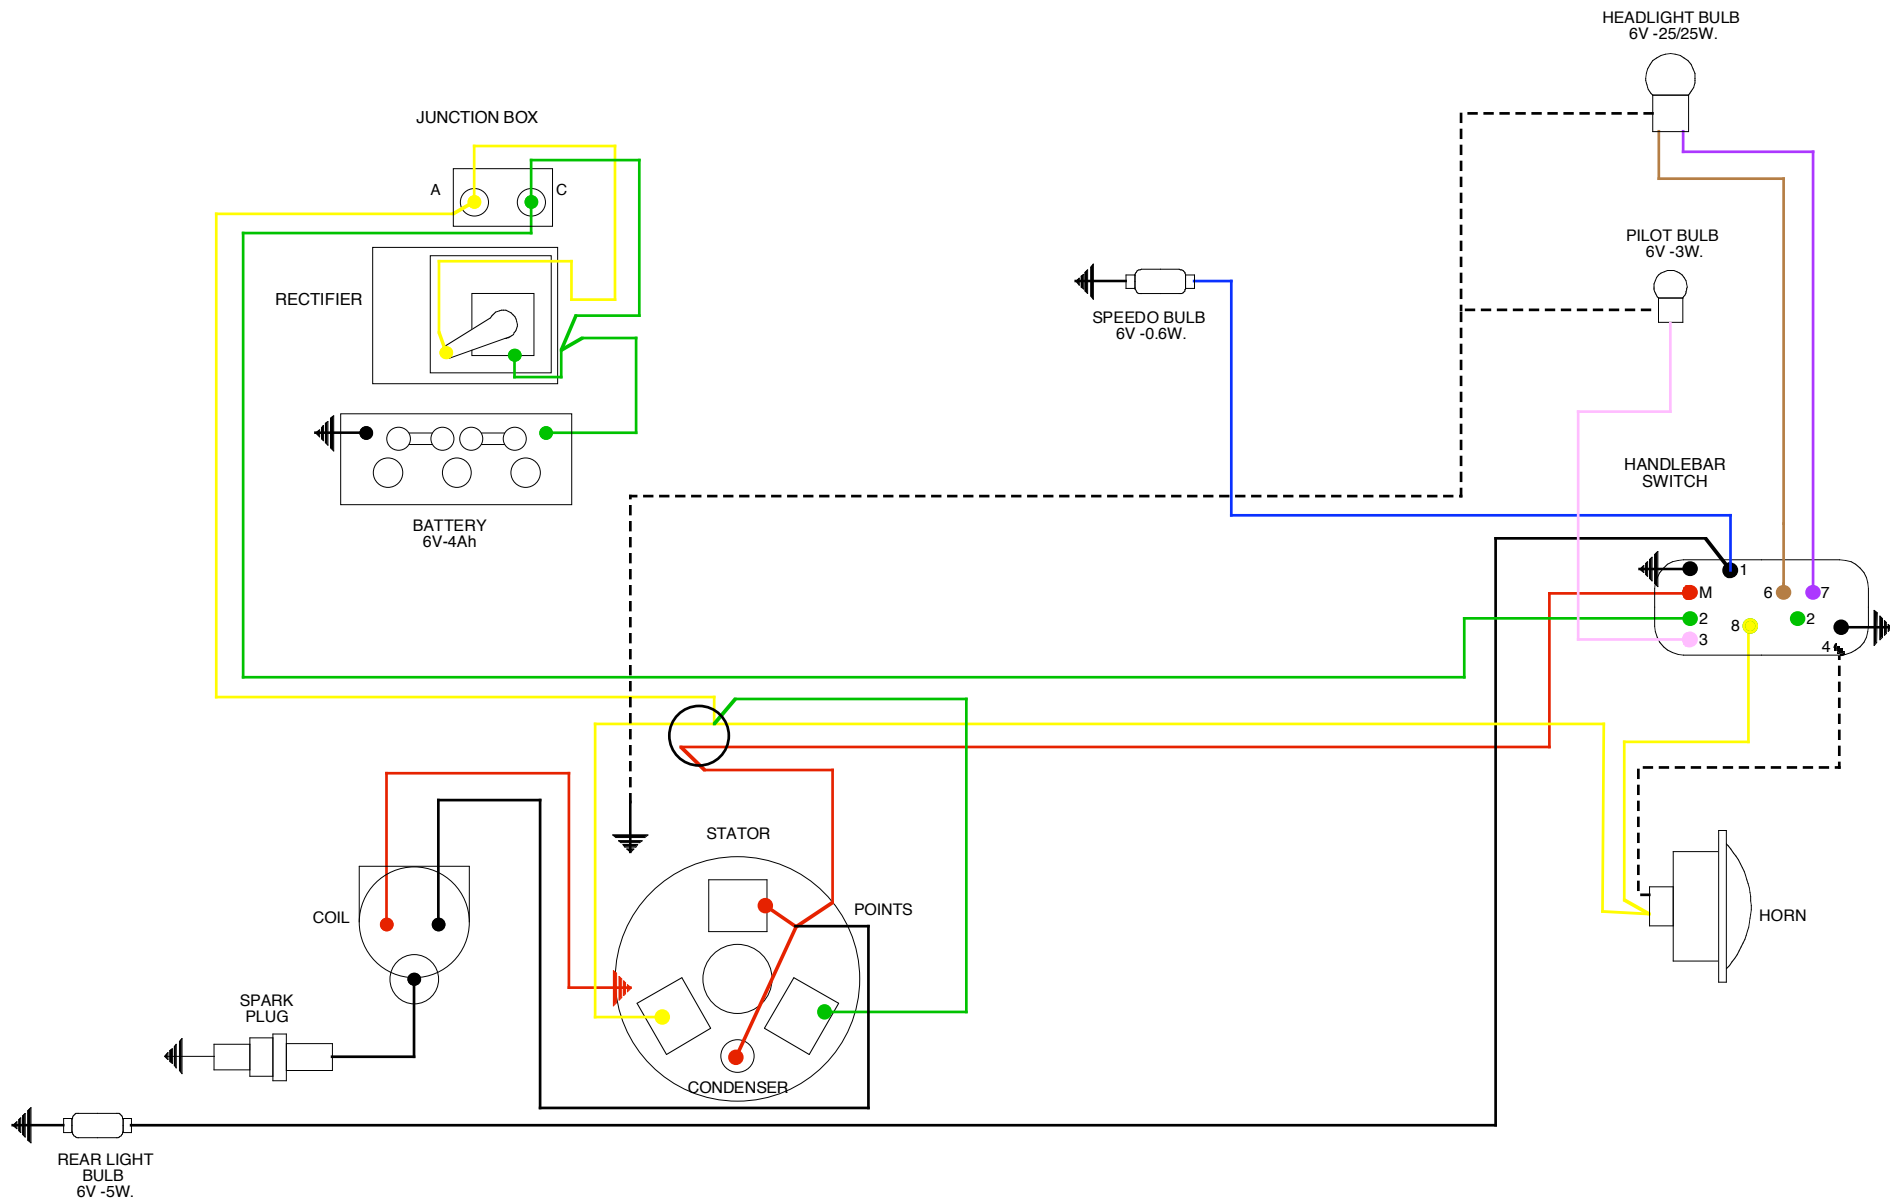 HEADLIGHT BULB
6V -25/25W.
JUNCTION BOX
A
C
PILOT BULB
6V -3W.
RECTIFIER
SPEEDO BULB
6V -0.6W.
HANDLEBAR
SWITCH
BATTERY
6V-4Ah
1
M
6
7
2
8
2
3
4
STATOR
COIL
POINTS
HORN
SPARK
PLUG
CONDENSER
REAR LIGHT
BULB
6V -5W.